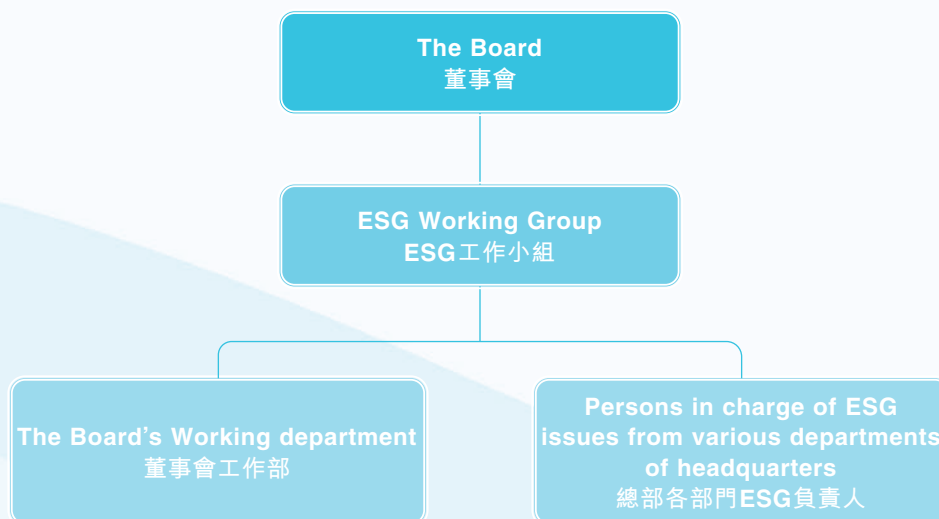 The Board
董事會
ESG Working Group
ESG工作小組
The Board’s Working department
董事會工作部
Persons in charge of ESG
issues from various departments
of headquarters
總部各部門ESG負責人